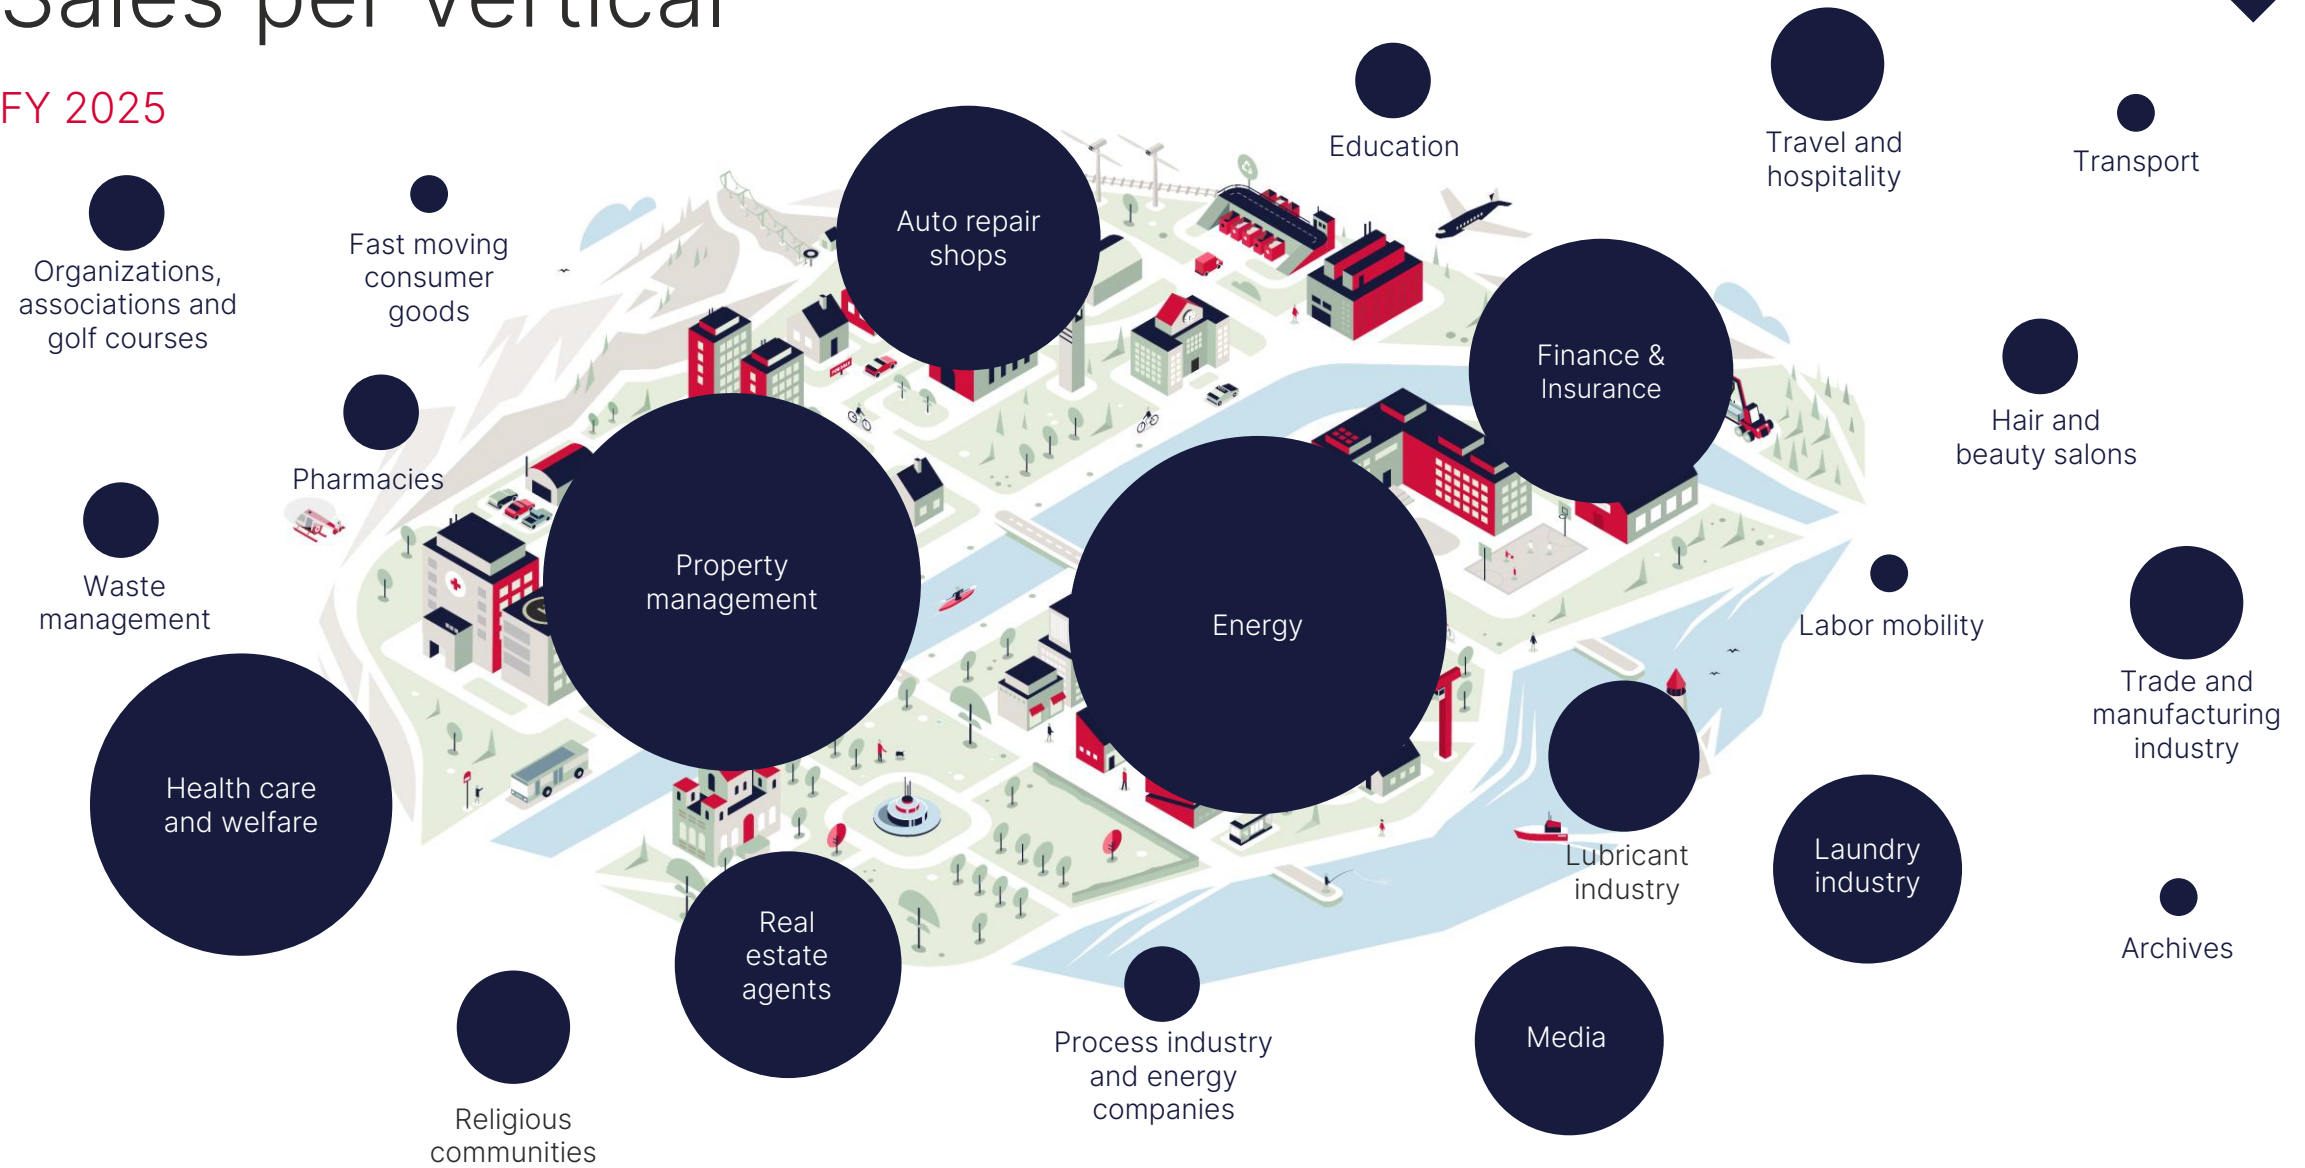 Sales per vertical
FY 2025
Education
Travel and
hospitality
Transport
Organizations,
associations and
golf courses
Fast moving
consumer
goods
Auto repair
shops
Finance &
Insurance
Hair and
beauty salons
Pharmacies
Waste
management
Property
management
Energy
Labor mobility
Trade and
manufacturing
industry
Health care
and welfare
Lubricant
industry
Laundry
industry
Archives
Real
estate
agents
Religious
communities
Process industry
and energy
companies
Media